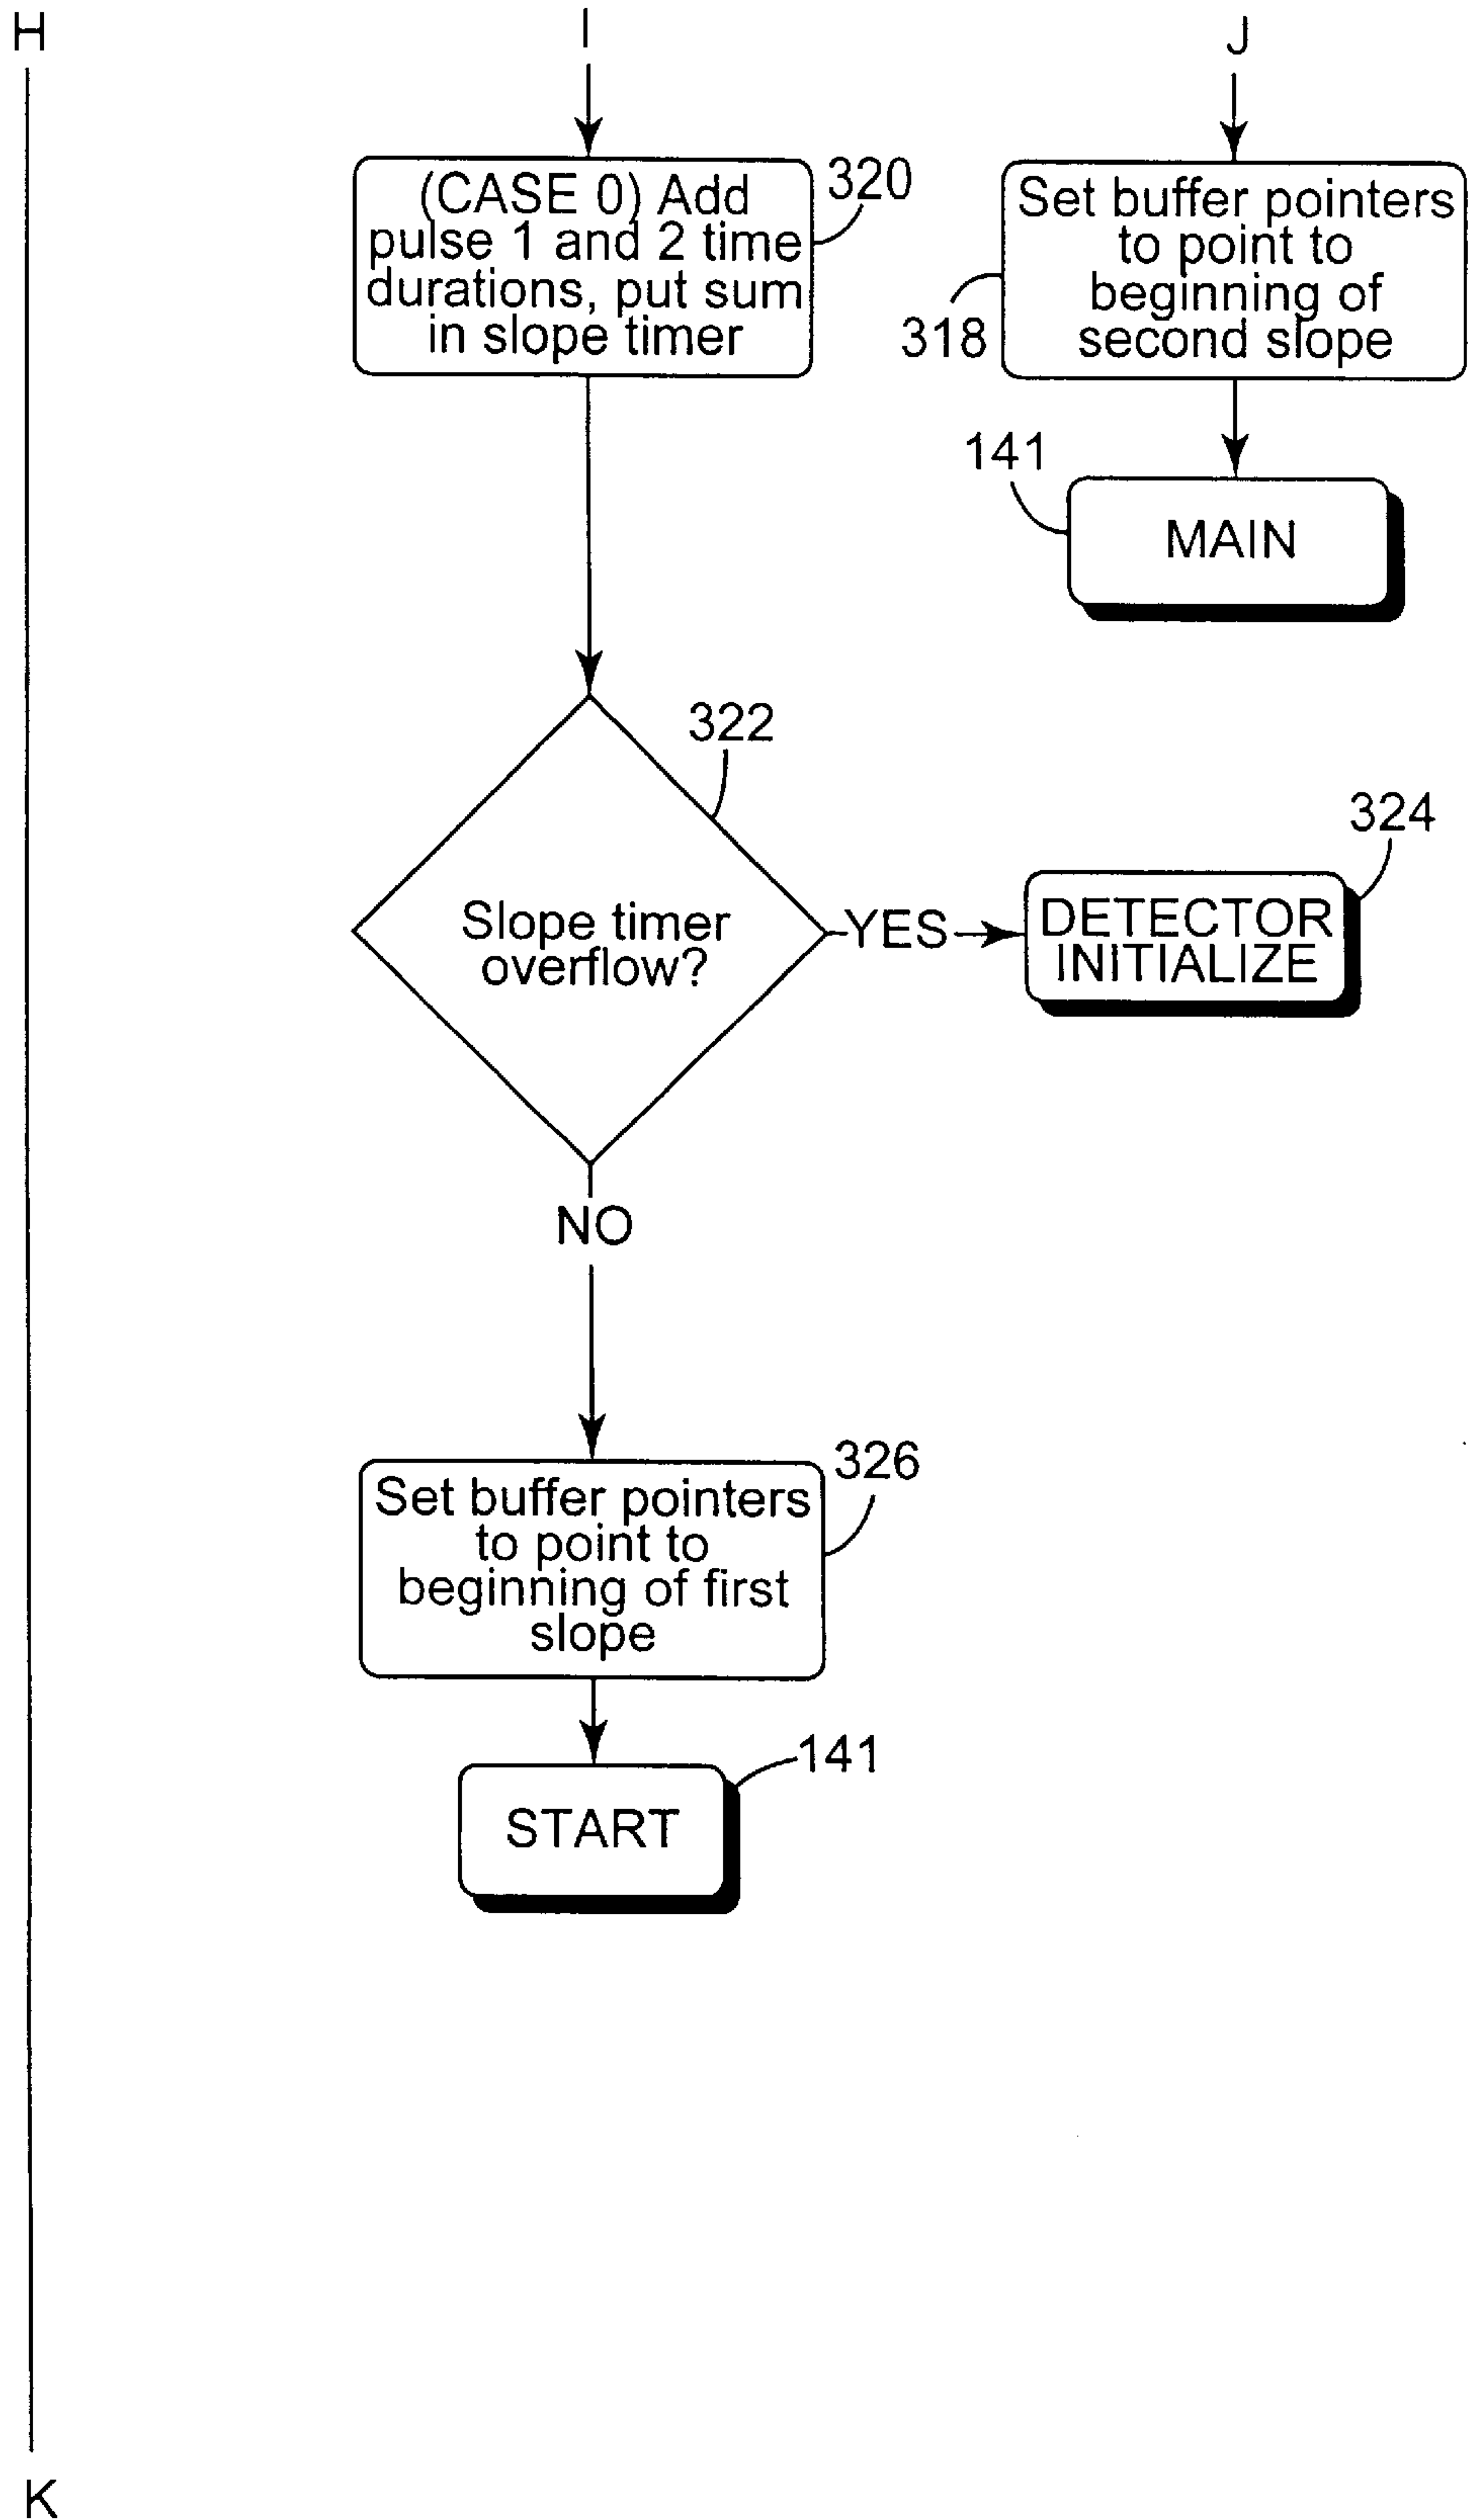 H
I
J
(CASE 0) Add
pulse 1 and 2 time
durations, put sum
in slope timer
320
Set buffer pointers
to point to
beginning of
second slope
318
141
MAIN
322
Slope timer
overflow?
YES
324
DETECTOR
INITIALIZE
NO
326
Set buffer pointers
to point to
beginning of first
slope
141
START
K